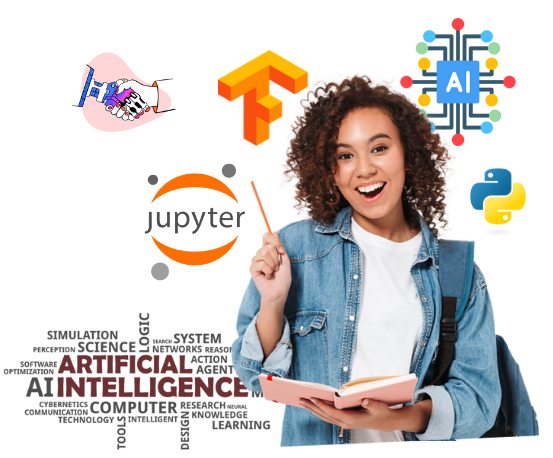 AI
jupyter
SIMULATION
LOGIC
SEARCH
SYSTEM
PERCEPTION
SCIENCE
NETWORKS
REASON
SOFTWARE
ARTIFICIAL
ACTION
OPTIMIZATION
AGENT
AI
INTELLIGENCE
M
CYBERNETICS
COMPUTER
RESEARCH
NEURAL
COMMUNICATION
KNOWLEDGE
TECHNOLOGY
TOOLS
INTELLIGENT
DESIGN
LEARNING